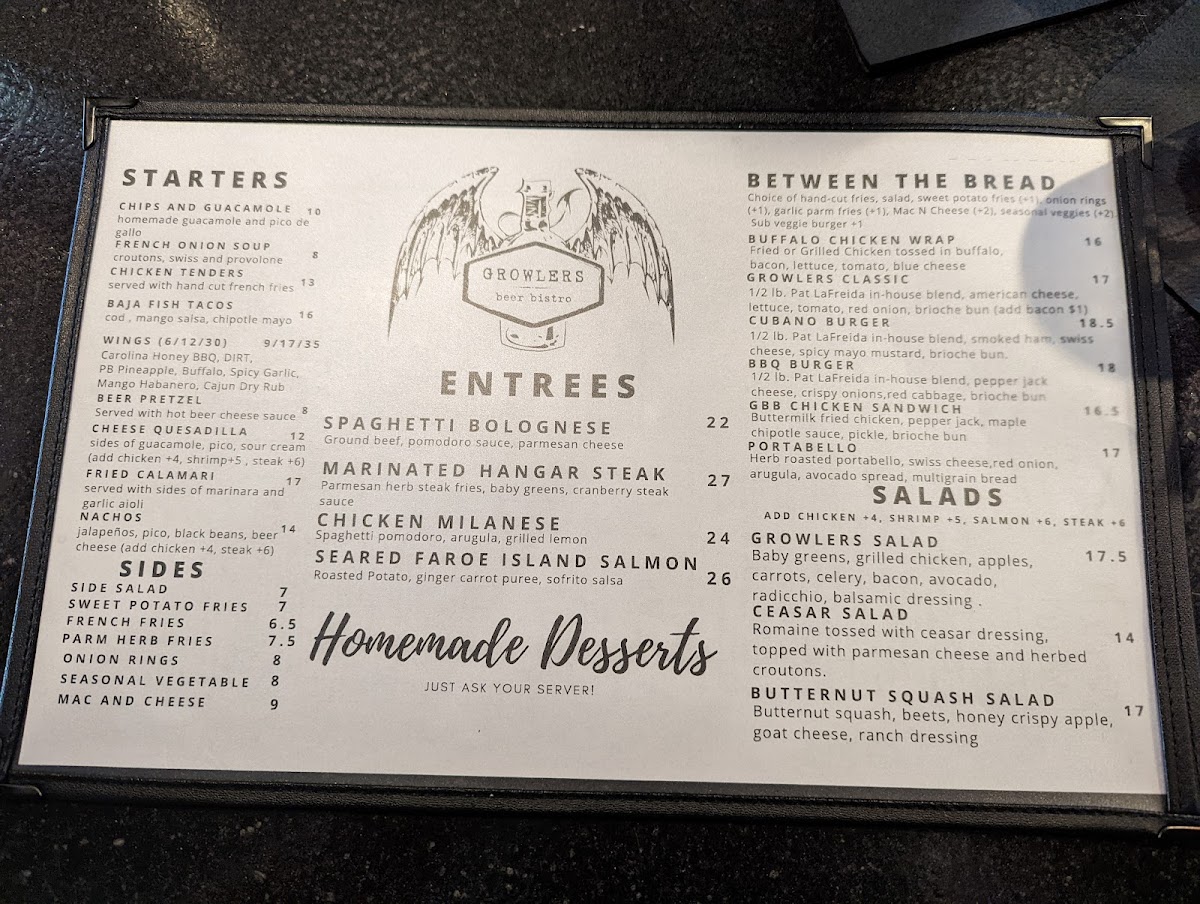 STARTERS
CHIPS AND GUACAMOLE 10
homemade guacamole and pico de
gallo
FRENCH ONION SOUP
croutons, swiss and provolone 8
CHICKEN TENDERS
served with hand cut french fries 13
BAJA FISH TACOS
cod , mango salsa, chipotle mayo 16
WINGS (6/12/30) 9/17/35
Carolina Honey BBQ, DIRT,
PB Pineapple, Buffalo, Spicy Garlic,
Mango Habanero, Cajun Dry Rub
BEER PRETZEL
Served with hot beer cheese sauce 8
CHEESE QUESADILLA 12
sides of guacamole, pico, sour cream
(add chicken +4, shrimp+5 , steak +6)
FRIED CALAMARI 17
served with sides of marinara and
garlic aioli
NACHOS
jalapeños, pico, black beans, beer 14
cheese (add chicken +4, steak +6)
SIDES
SIDE SALAD 7
SWEET POTATO FRIES 7
FRENCH FRIES 6.5
PARM HERB FRIES 7.5
ONION RINGS 8
SEASONAL VEGETABLE 8
MAC AND CHEESE 9
GROWLERS
beer bistro
ENTREES
SPAGHETTI BOLOGNESE 22
Ground beef, pomodoro sauce, parmesan cheese
MARINATED HANGAR STEAK 27
Parmesan herb steak fries, baby greens, cranberry steak
sauce
CHICKEN MILANESE
Spaghetti pomodoro, arugula, grilled lemon 24
SEARED FAROE ISLAND SALMON
Roasted Potato, ginger carrot puree, sofrito salsa 26
Homemade Desserts
JUST ASK YOUR SERVER!
BETWEEN THE BREAD
Choice of hand-cut fries, salad, sweet potato fries (+1), onion rings
(+1), garlic parm fries (+1), Mac N Cheese (+2), seasonal veggies (+2)
Sub veggie burger +1
BUFFALO CHICKEN WRAP 16
Fried or Grilled Chicken tossed in buffalo,
bacon, lettuce, tomato, blue cheese
GROWLERS CLASSIC 17
1/2 lb. Pat LaFreida in-house blend, american cheese,
lettuce, tomato, red onion, brioche bun (add bacon $1)
CUBANO BURGER 18.5
1/2 lb. Pat LaFreida in-house blend, smoked ham, swiss
cheese, spicy mayo mustard, brioche bun.
BBQ BURGER 18
1/2 lb. Pat LaFreida in-house blend, pepper jack
cheese, crispy onions,red cabbage, brioche bun
GBB CHICKEN SANDWICH 16.5
Buttermilk fried chicken, pepper jack, maple
chipotle sauce, pickle, brioche bun
PORTABELLO 17
Herb roasted portabello, swiss cheese,red onion,
arugula, avocado spread, multigrain bread
SALADS
ADD CHICKEN +4, SHRIMP +5, SALMON +6, STEAK +6
GROWLERS SALAD 17.5
Baby greens, grilled chicken, apples,
carrots, celery, bacon, avocado,
radicchio, balsamic dressing .
CEASAR SALAD
Romaine tossed with ceasar dressing, 14
topped with parmesan cheese and herbed
croutons.
BUTTERNUT SQUASH SALAD 17
Butternut squash, beets, honey crispy apple,
goat cheese, ranch dressing